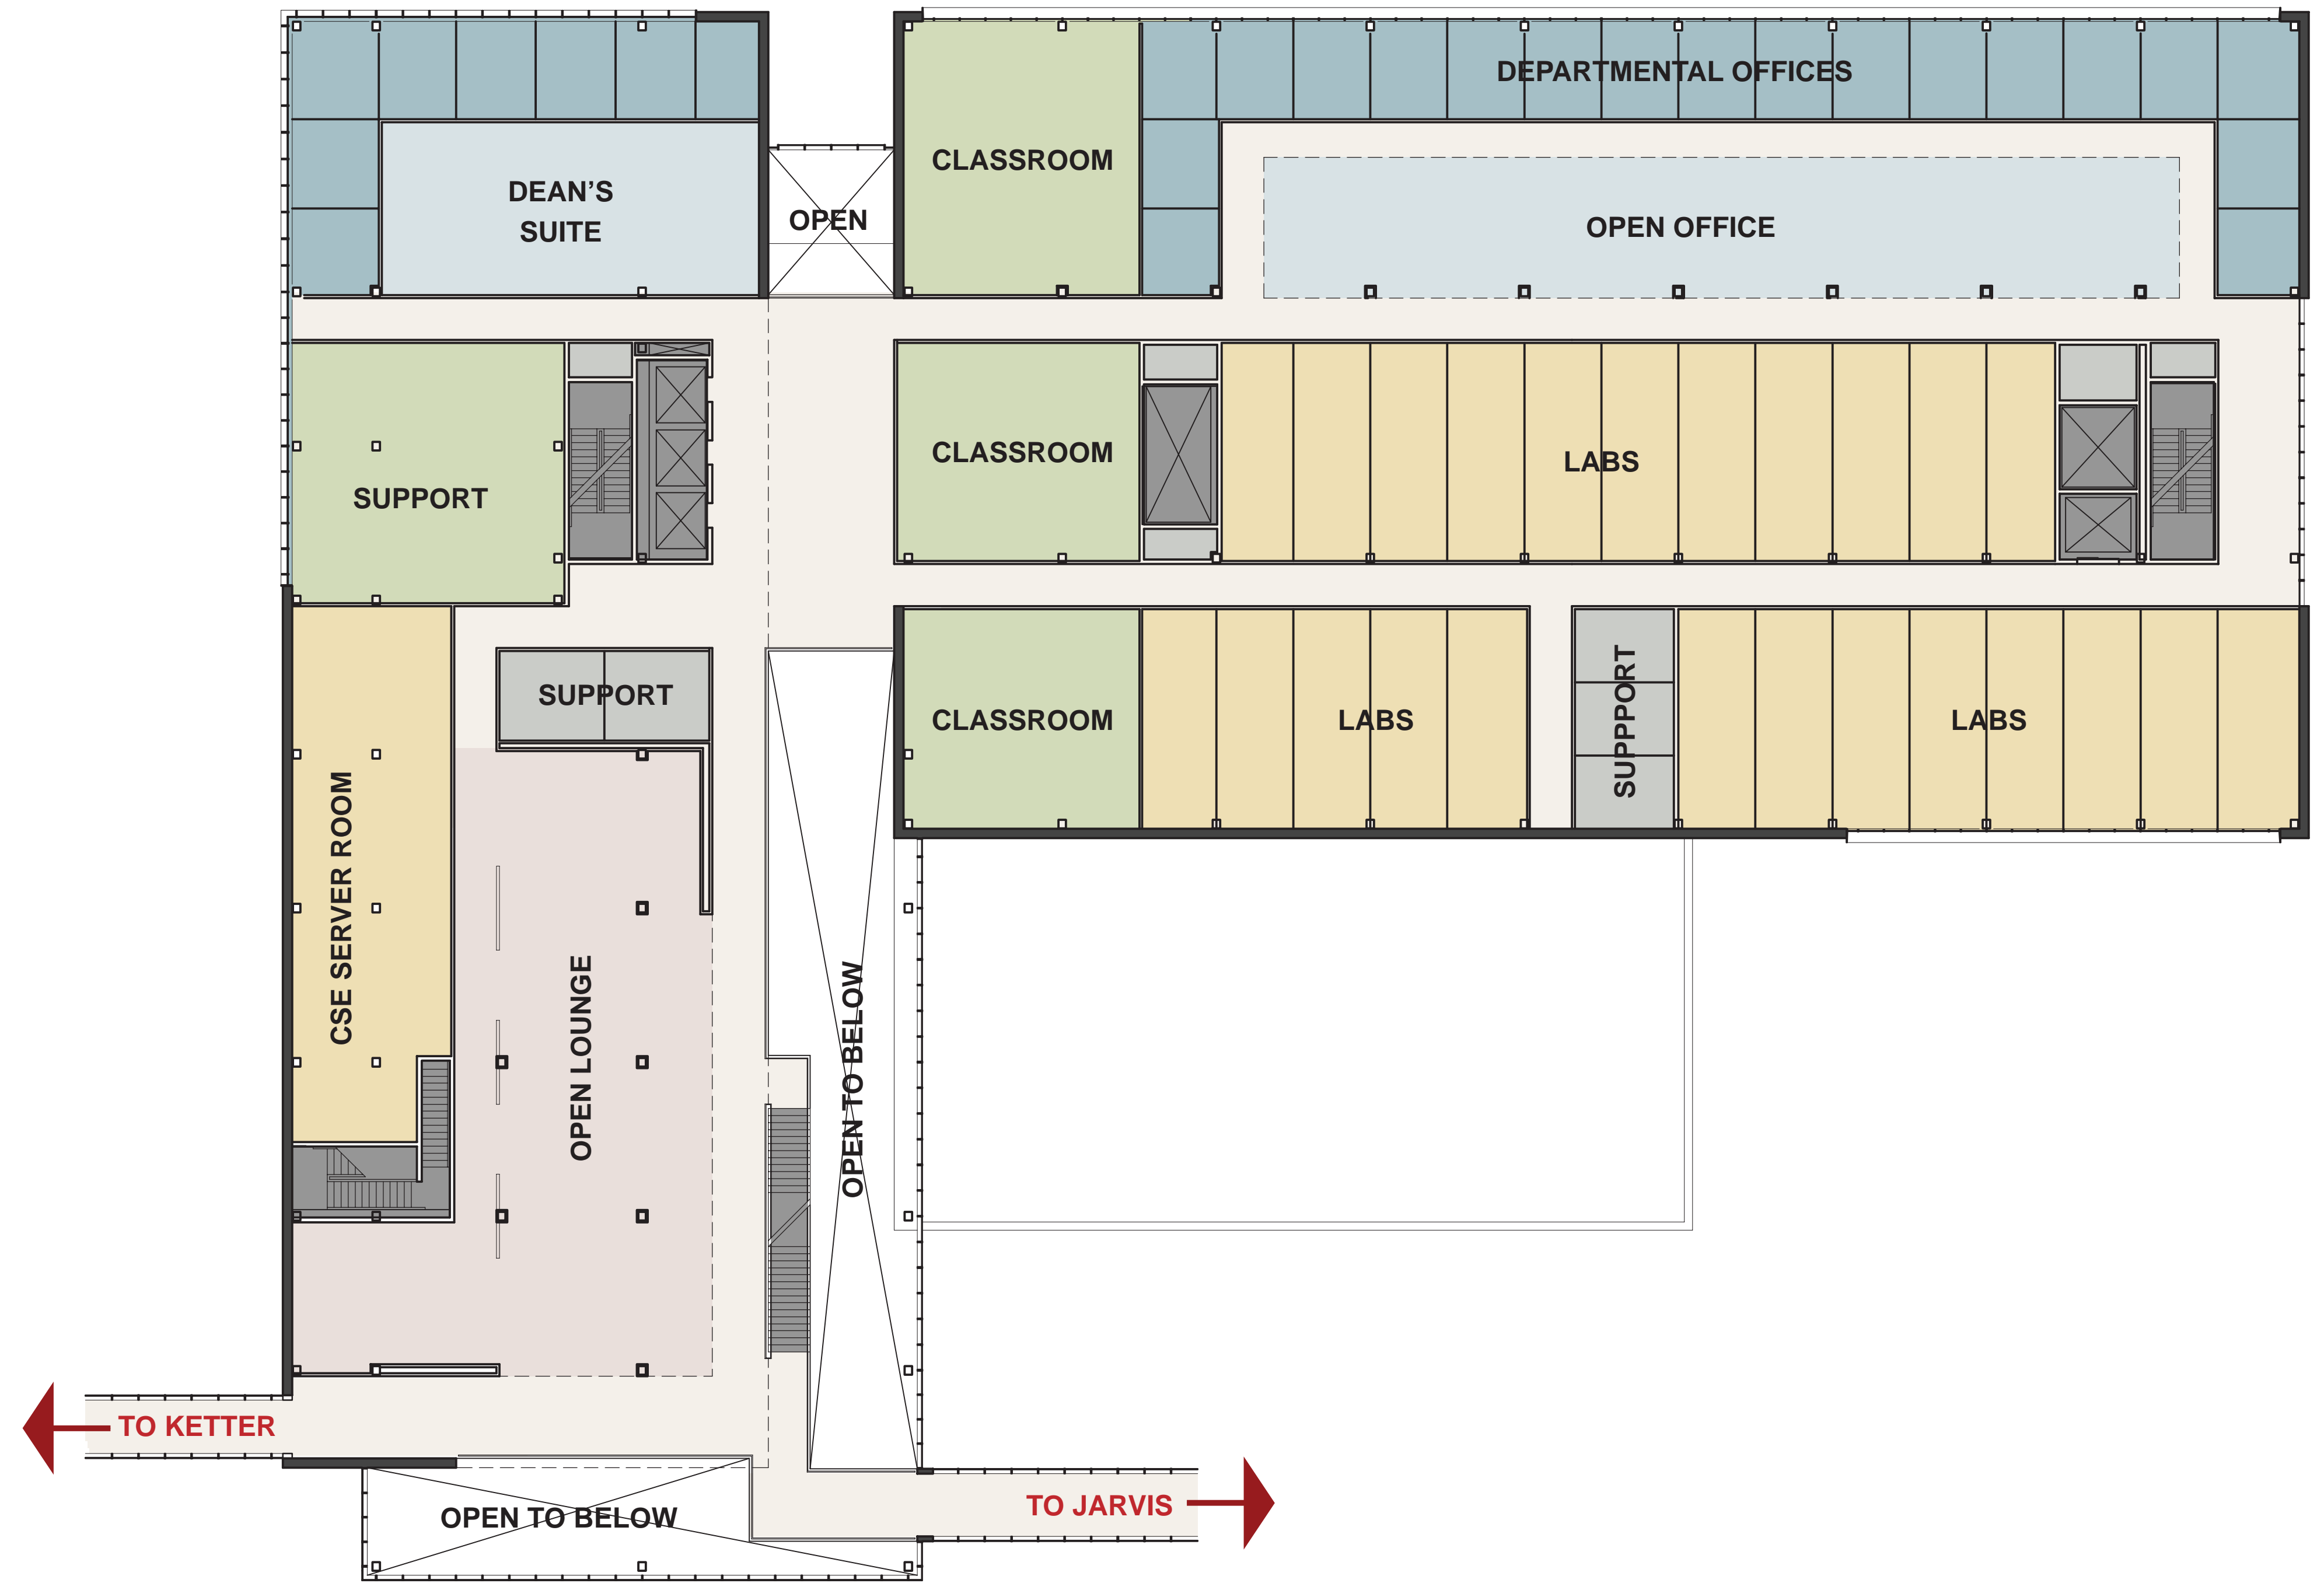 DEPARTMENTAL OFFICES
CLASSROOM
DEAN'S
SUITE
OPEN
OPEN OFFICE
CLASSROOM
LABS
SUPPORT
SUPPORT
CLASSROOM
LABS
SUPPPORT
LABS
CSE SERVER ROOM
OPEN LOUNGE
OPEN TO BELOW
TO KETTER
TO JARVIS
OPEN TO BELOW